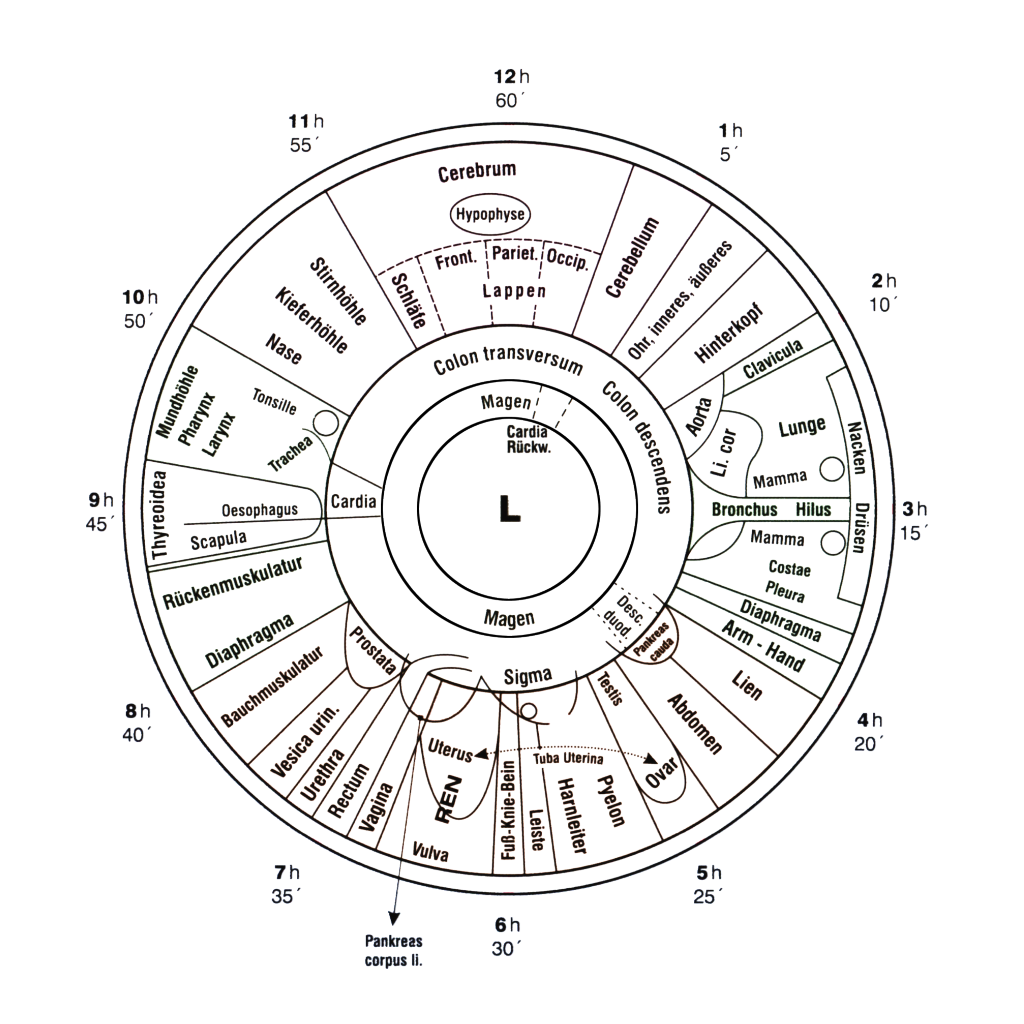 12 h
60´
11 h
55´
1 h
5´
10 h
50´
2 h
10´
9 h
45´
3 h
15´
8 h
40´
4 h
20´
7 h
35´
5 h
25´
6 h
30´
Cerebrum
Hypophyse
Schläfe
Front.
Pariet.
Occip.
Lappen
Cerebellum
Ohr, inneres, äußeres
Hinterkopf
Clavicula
Aorta
Li. cor
Lunge
Mamma
Nacken
Drüsen
Bronchus
Hilus
Mamma
Costae
Pleura
Diaphragma
Arm - Hand
Lien
Pankreas
cauda
Abdomen
Testis
Ovar
Pyelon
Harnleiter
Tuba Uterina
Leiste
Fuß-Knie-Bein
Uterus
REN
Vulva
Vagina
Rectum
Urethra
Vesica urin.
Prostata
Bauchmuskulatur
Diaphragma
Rückenmuskulatur
Scapula
Oesophagus
Thyreoidea
Trachea
Tonsille
Larynx
Pharynx
Mundhöhle
Nase
Kieferhöhle
Stirnhöhle
Colon transversum
Colon descendens
Desc.
duod.
Sigma
Cardia
Magen
Cardia
Rückw.
L
Magen
Pankreas
corpus li.